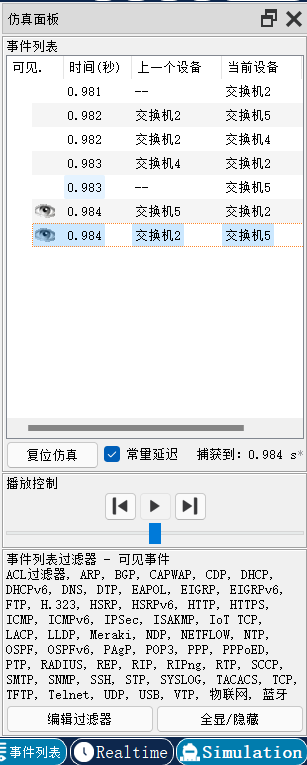 仿真面板
事件列表
可见. 时间(秒) 上一个设备 当前设备
0.981 -- 交换机2
0.982 交换机2 交换机5
0.982 交换机2 交换机4
0.983 交换机4 交换机2
0.983 -- 交换机5
0.984 交换机5 交换机2
0.984 交换机2 交换机5
复位仿真 常量延迟 捕获到: 0.984 s*
播放控制
事件列表过滤器 - 可见事件
ACL过滤器, ARP, BGP, CAPWAP, CDP, DHCP,
DHCPv6, DNS, DTP, EAPOL, EIGRP, EIGRPv6,
FTP, H.323, HSRP, HSRPv6, HTTP, HTTPS,
ICMP, ICMPv6, IPSec, ISAKMP, IoT TCP,
LACP, LLDP, Meraki, NDP, NETFLOW, NTP,
OSPF, OSPFv6, PAgP, POP3, PPP, PPPoED,
PTP, RADIUS, REP, RIP, RIPng, RTP, SCCP,
SMTP, SNMP, SSH, STP, SYSLOG, TACACS, TCP,
TFTP, Telnet, UDP, USB, VTP, 物联网, 蓝牙
编辑过滤器 全显/隐藏
事件列表 Realtime Simulation